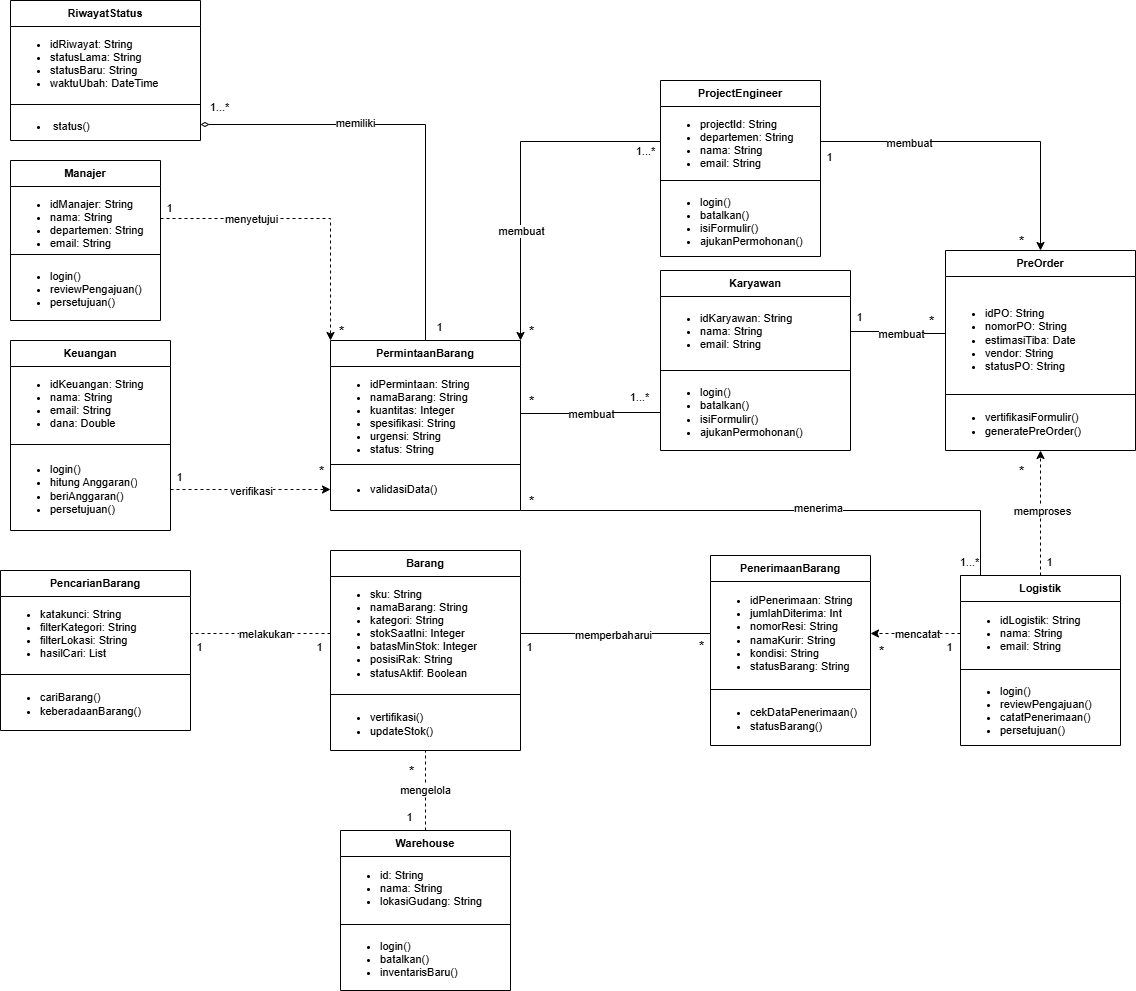 RiwayatStatus
idRiwayat: String
statusLama: String
statusBaru: String
waktuUbah: DateTime
status()
1...*
memiliki
1
Manajer
idManajer: String
nama: String
departemen: String
email: String
login()
reviewPengajuan()
persetujuan()
1
menyetujui
*
ProjectEngineer
projectId: String
departemen: String
nama: String
email: String
login()
batalkan()
isiFormulir()
ajukanPermohonan()
1...*
membuat
*
1
membuat
*
Karyawan
idKaryawan: String
nama: String
email: String
login()
batalkan()
isiFormulir()
ajukanPermohonan()
1
membuat
*
1...*
membuat
*
PreOrder
idPO: String
nomorPO: String
estimasiTiba: Date
vendor: String
statusPO: String
vertifikasiFormulir()
generatePreOrder()
*
memproses
1
Keuangan
idKeuangan: String
nama: String
email: String
dana: Double
login()
hitung Anggaran()
beriAnggaran()
persetujuan()
1
verifikasi
*
PermintaanBarang
idPermintaan: String
namaBarang: String
kuantitas: Integer
spesifikasi: String
urgensi: String
status: String
validasiData()
*
menerima
1...*
PencarianBarang
katakunci: String
filterKategori: String
filterLokasi: String
hasilCari: List
cariBarang()
keberadaanBarang()
1
melakukan
1
Barang
sku: String
namaBarang: String
kategori: String
stokSaatIni: Integer
batasMinStok: Integer
posisiRak: String
statusAktif: Boolean
vertifikasi()
updateStok()
1
memperbaharui
*
PenerimaanBarang
idPenerimaan: String
jumlahDiterima: Int
nomorResi: String
namaKurir: String
kondisi: String
statusBarang: String
cekDataPenerimaan()
statusBarang()
*
mencatat
1
Logistik
idLogistik: String
nama: String
email: String
login()
reviewPengajuan()
catatPenerimaan()
persetujuan()
*
mengelola
1
Warehouse
id: String
nama: String
lokasiGudang: String
login()
batalkan()
inventarisBaru()